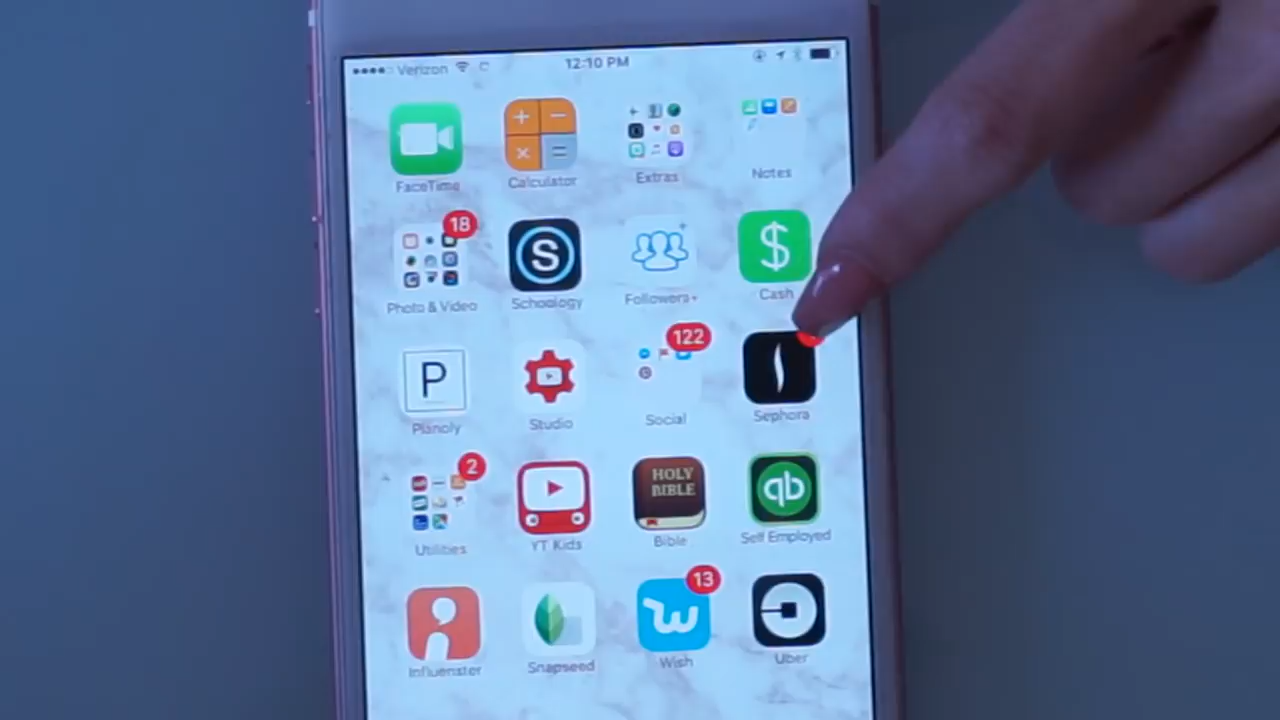 Verizon 12:10 PM
FaceTime Calculator Extras Notes
18
S
$
Photo & Video Schoology Followers+ Cash
122
P
Planoly Studio Social Sephora
2
HOLY
BIBLE
qb
Utilities YT Kids Bible Self Employed
13
w
Influenster Snapseed Wish Uber